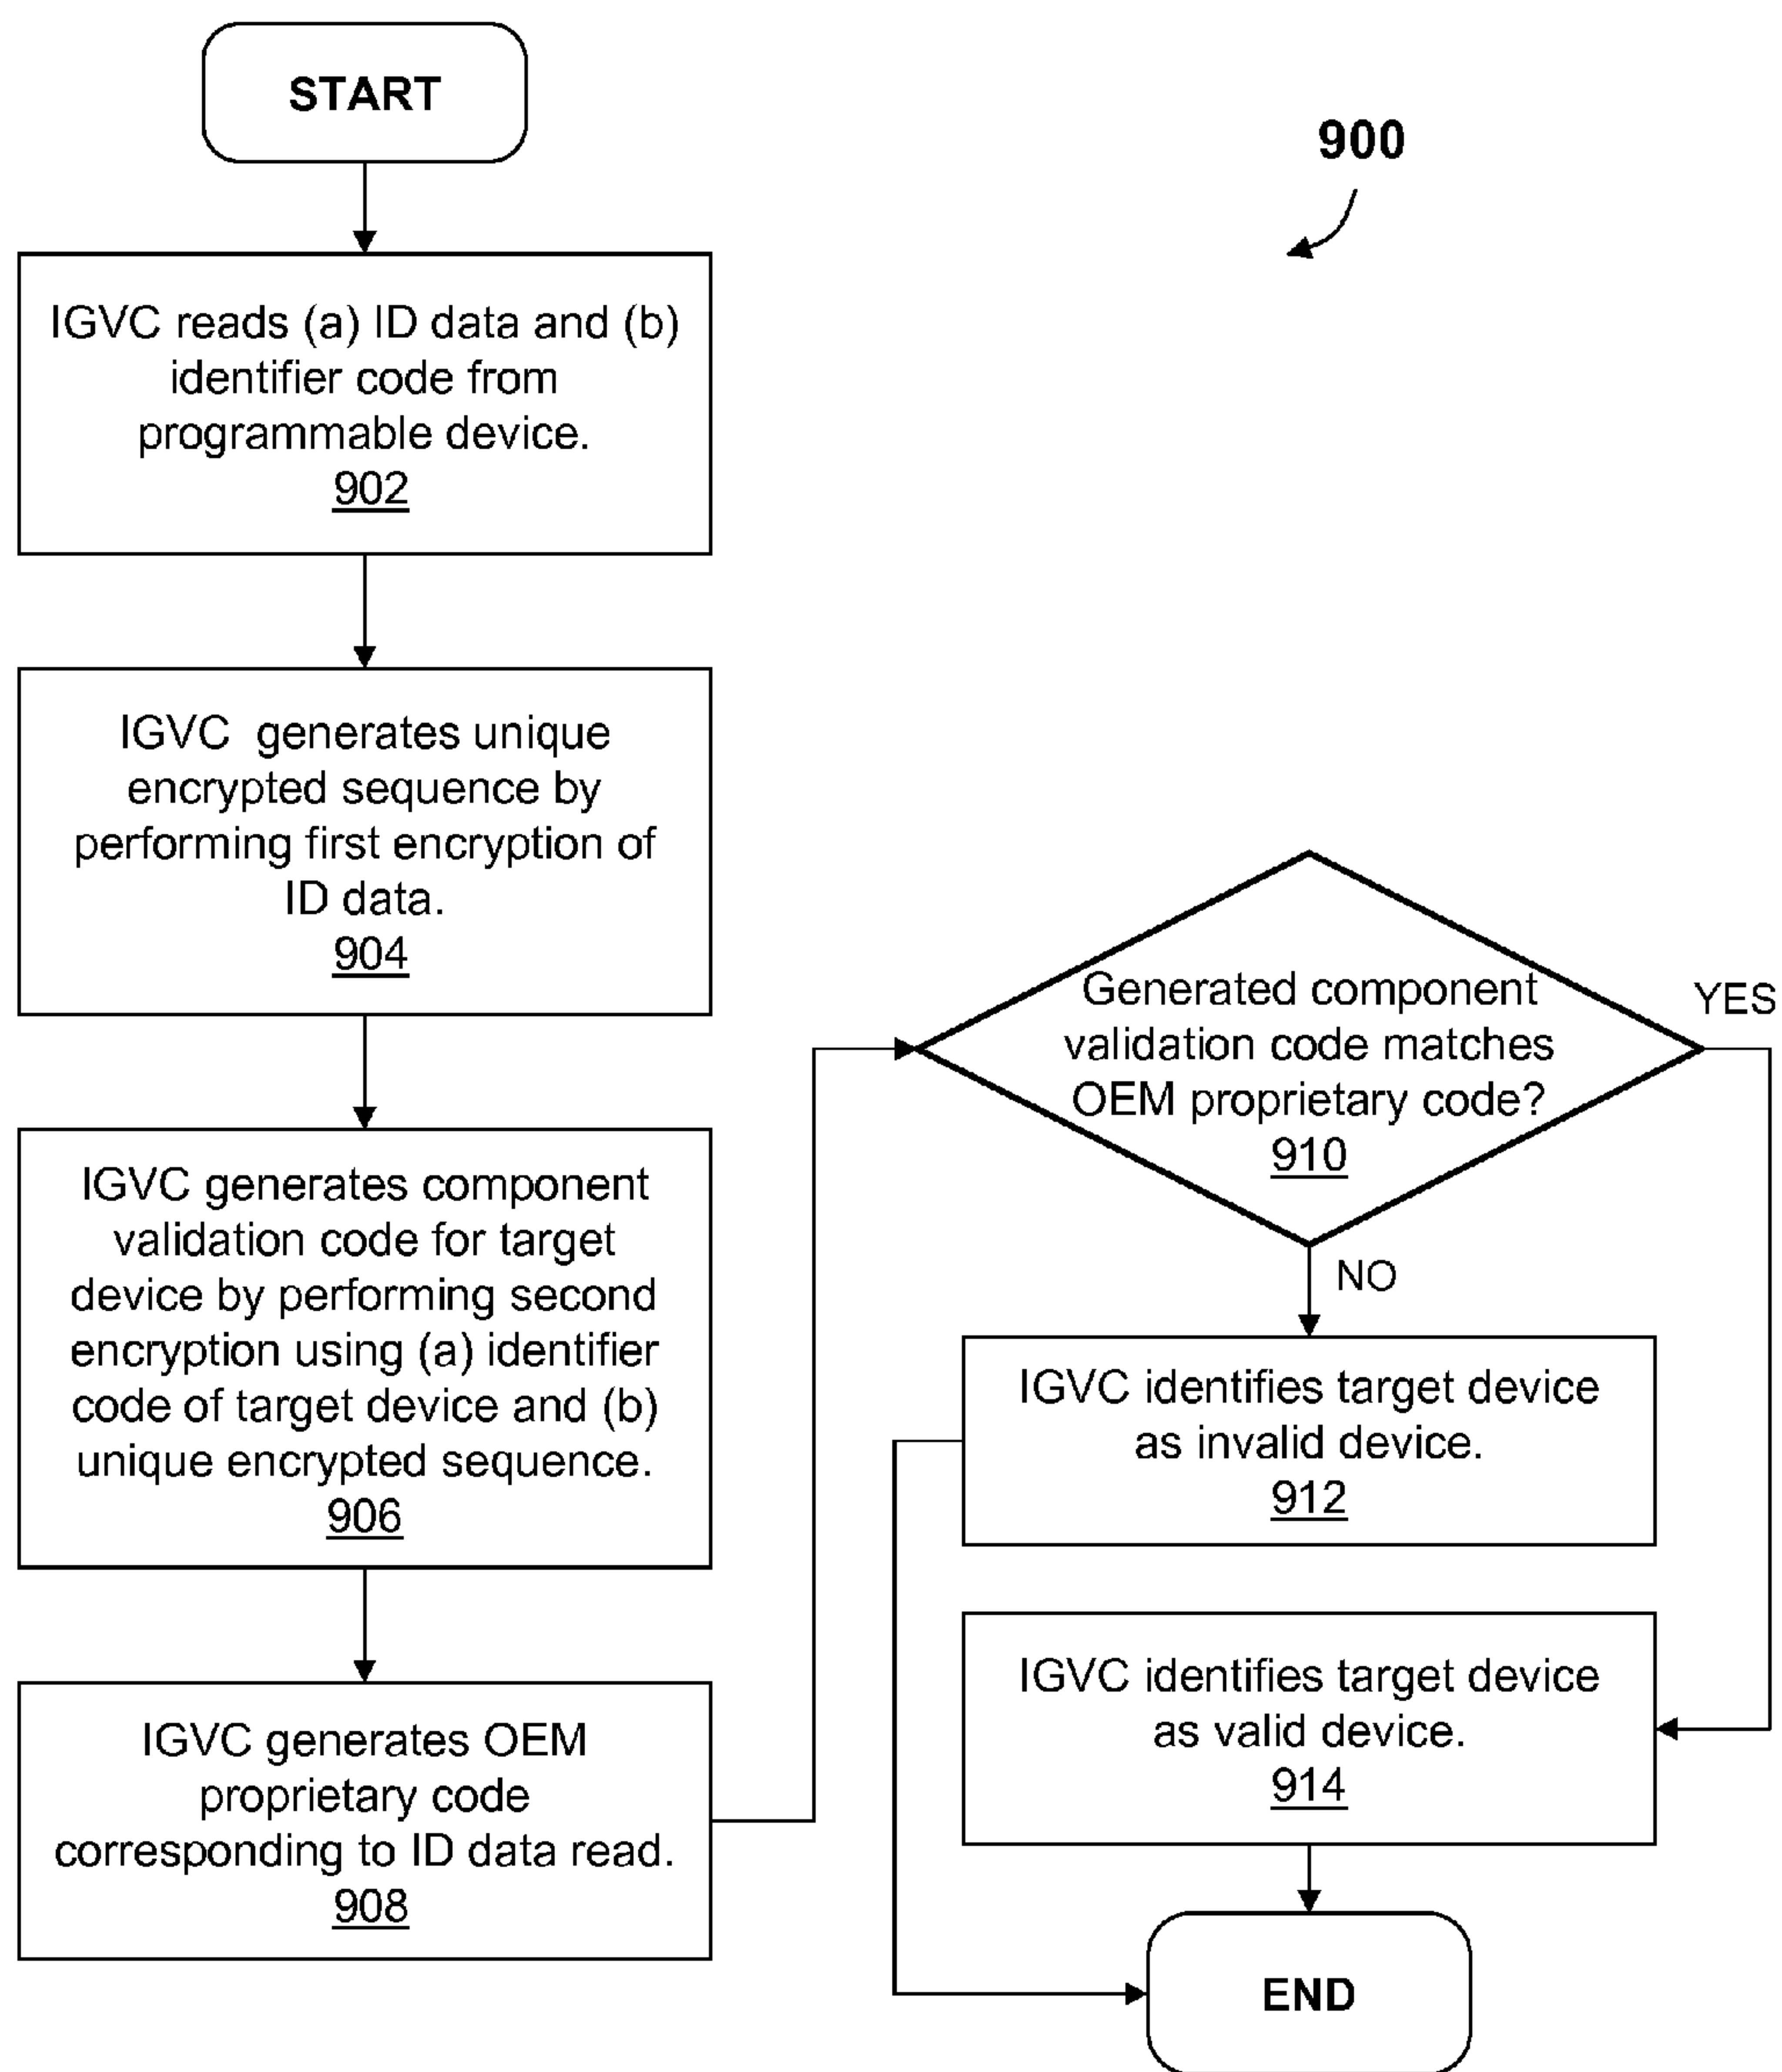 START
900
IGVC reads (a) ID data and (b)
identifier code from
programmable device.
902
IGVC generates unique
encrypted sequence by
performing first encryption of
ID data.
904
IGVC generates component
validation code for target
device by performing second
encryption using (a) identifier
code of target device and (b)
unique encrypted sequence.
906
IGVC generates OEM
proprietary code
corresponding to ID data read.
908
Generated component
validation code matches
OEM proprietary code?
910
YES
NO
IGVC identifies target device
as invalid device.
912
IGVC identifies target device
as valid device.
914
END